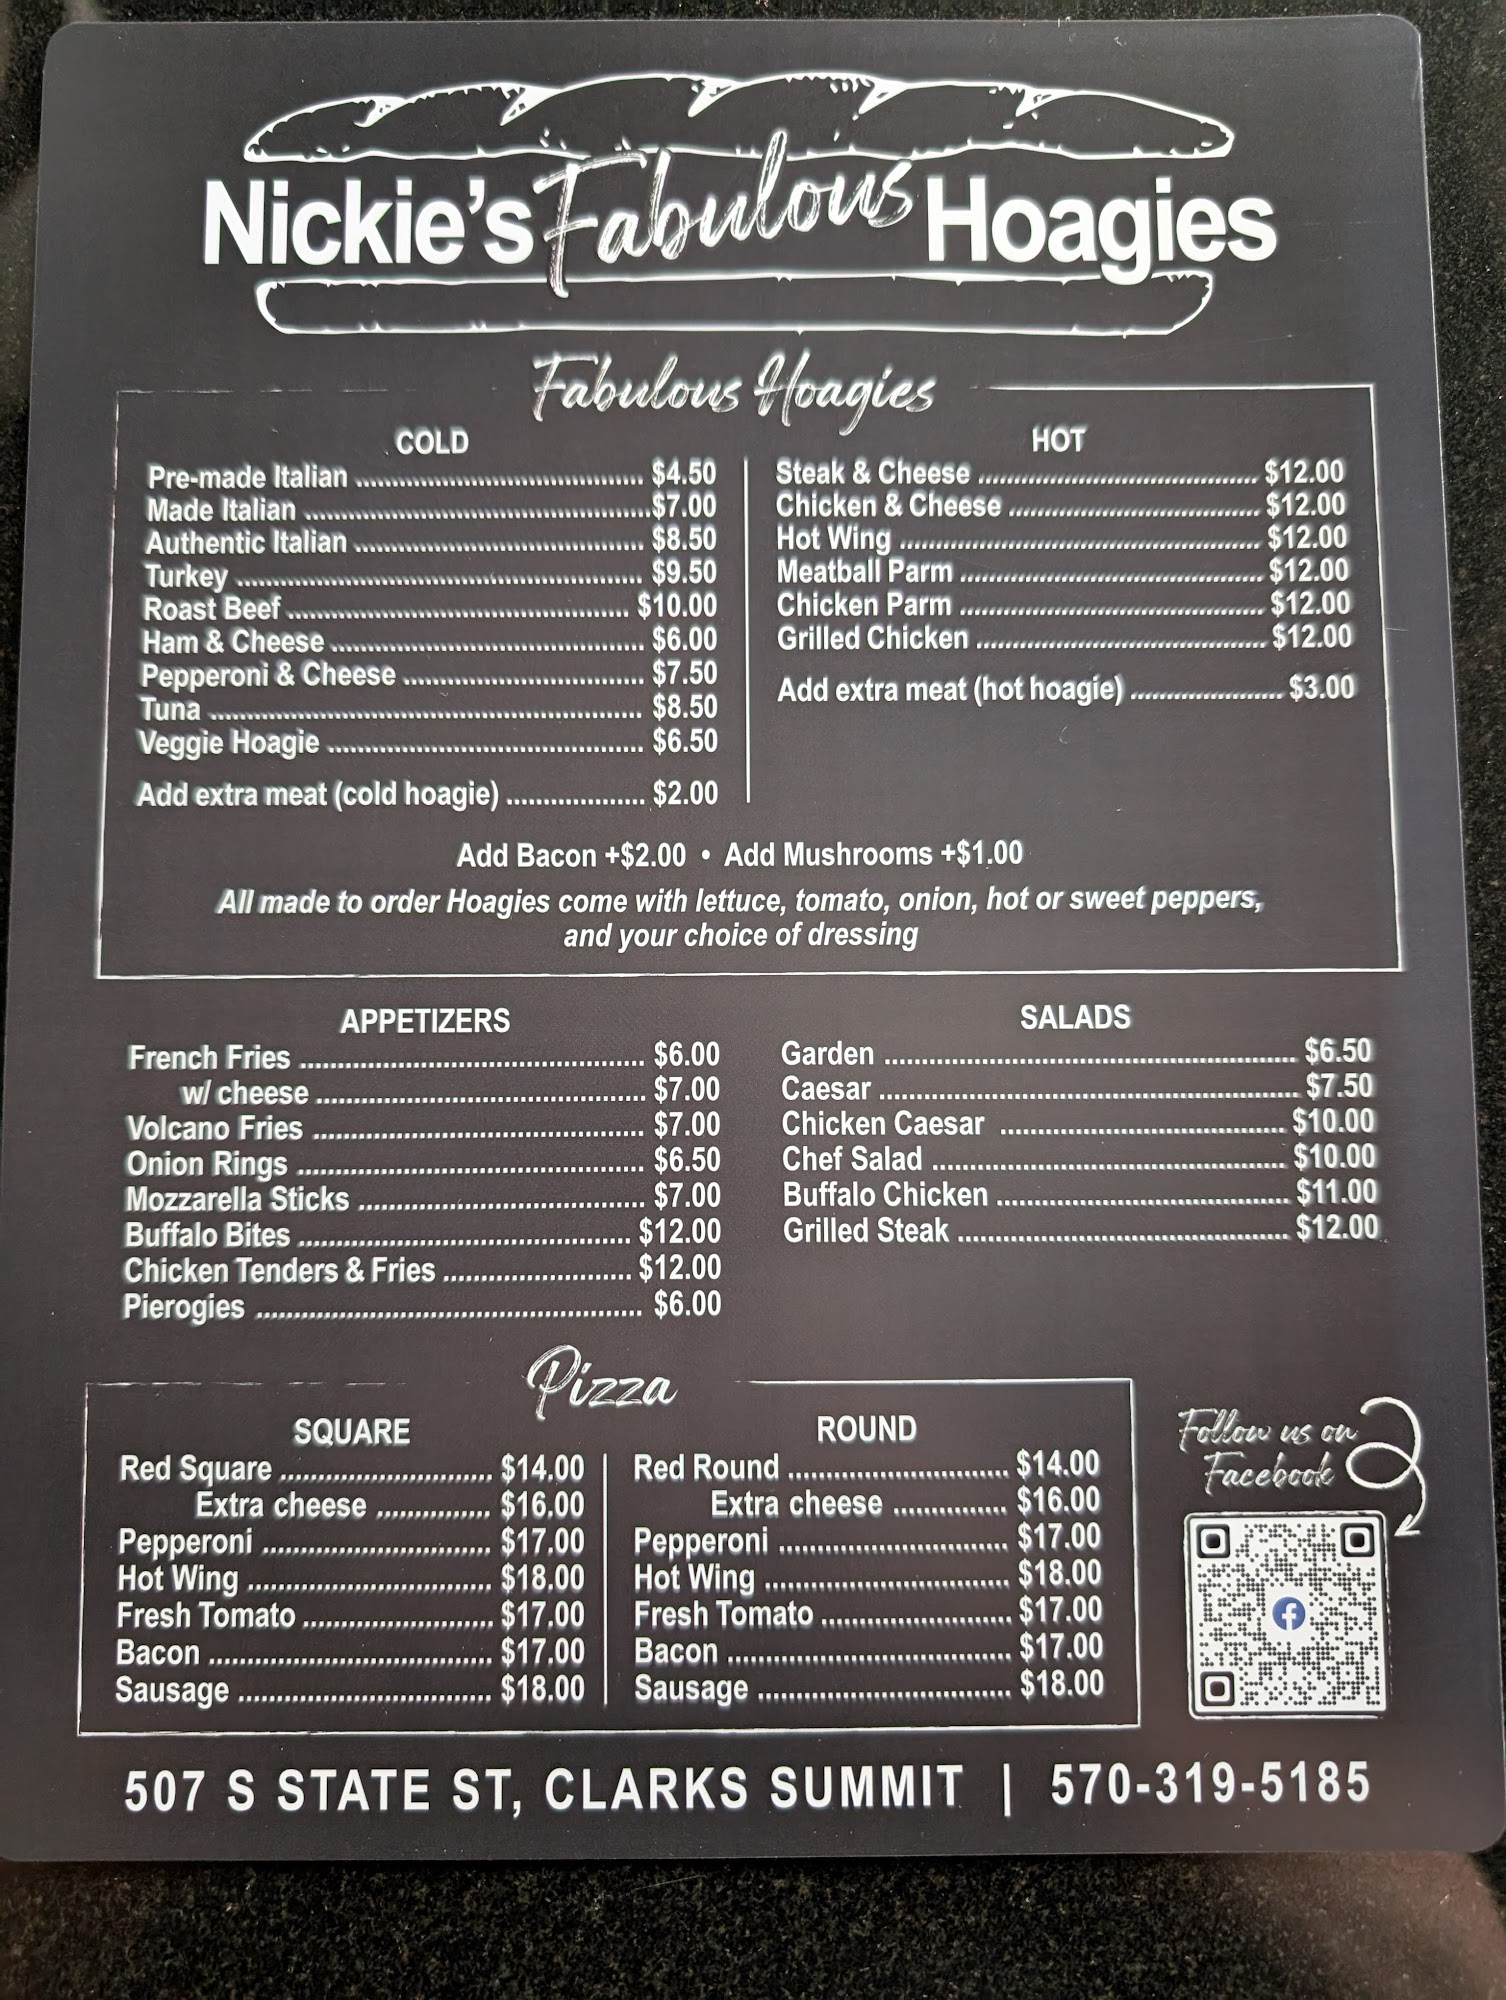 Nickie's Fabulous Hoagies
Fabulous Hoagies
COLD
Pre-made Italian ........ $4.50
Made Italian ........ $7.00
Authentic Italian ........ $8.50
Turkey ........ $9.50
Roast Beef ........ $10.00
Ham & Cheese ........ $6.00
Pepperoni & Cheese ........ $7.50
Tuna ........ $8.50
Veggie Hoagie ........ $6.50
Add extra meat (cold hoagie) ........ $2.00
HOT
Steak & Cheese ........ $12.00
Chicken & Cheese ........ $12.00
Hot Wing ........ $12.00
Meatball Parm ........ $12.00
Chicken Parm ........ $12.00
Grilled Chicken ........ $12.00
Add extra meat (hot hoagie) ........ $3.00
Add Bacon +$2.00 • Add Mushrooms +$1.00
All made to order Hoagies come with lettuce, tomato, onion, hot or sweet peppers,
and your choice of dressing
APPETIZERS
French Fries ........ $6.00
w/ cheese ........ $7.00
Volcano Fries ........ $7.00
Onion Rings ........ $6.50
Mozzarella Sticks ........ $7.00
Buffalo Bites ........ $12.00
Chicken Tenders & Fries ........ $12.00
Pierogies ........ $6.00
SALADS
Garden ........ $6.50
Caesar ........ $7.50
Chicken Caesar ........ $10.00
Chef Salad ........ $10.00
Buffalo Chicken ........ $11.00
Grilled Steak ........ $12.00
Pizza
SQUARE
Red Square ........ $14.00
Extra cheese ........ $16.00
Pepperoni ........ $17.00
Hot Wing ........ $18.00
Fresh Tomato ........ $17.00
Bacon ........ $17.00
Sausage ........ $18.00
ROUND
Red Round ........ $14.00
Extra cheese ........ $16.00
Pepperoni ........ $17.00
Hot Wing ........ $18.00
Fresh Tomato ........ $17.00
Bacon ........ $17.00
Sausage ........ $18.00
Follow us on
Facebook
507 S STATE ST, CLARKS SUMMIT | 570-319-5185